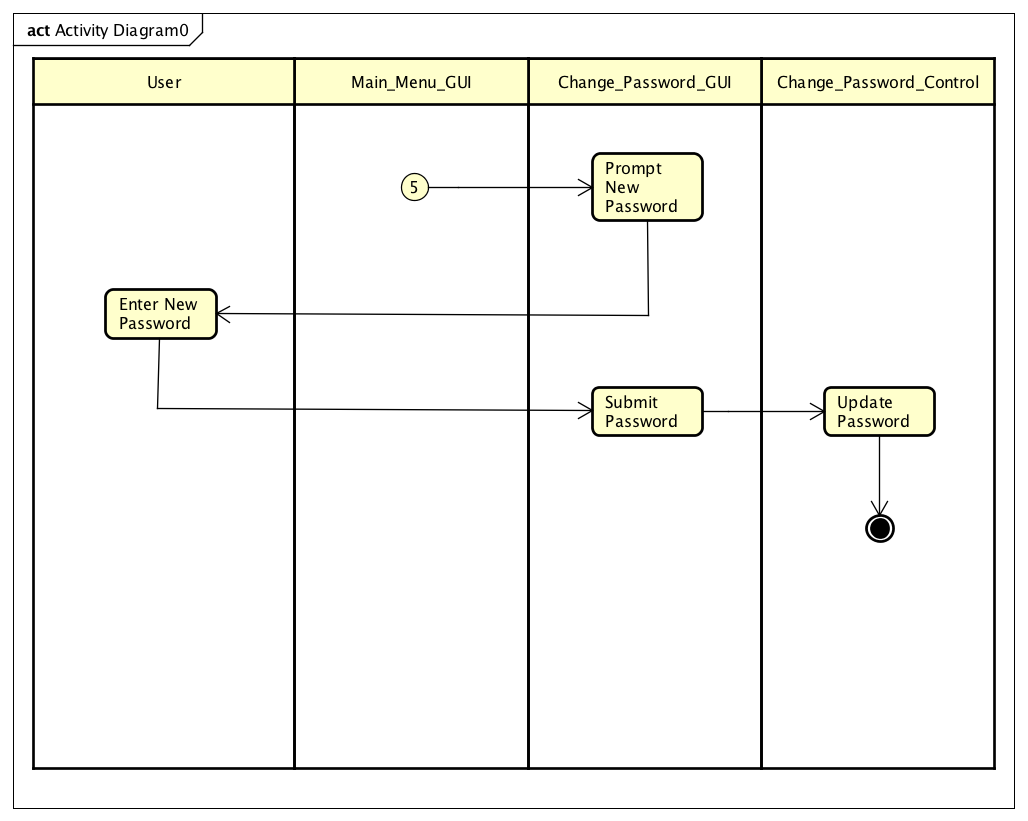 act Activity Diagram0
User
Main_Menu_GUI
Change_Password_GUI
Change_Password_Control
5
Prompt
New
Password
Enter New
Password
Submit
Password
Update
Password